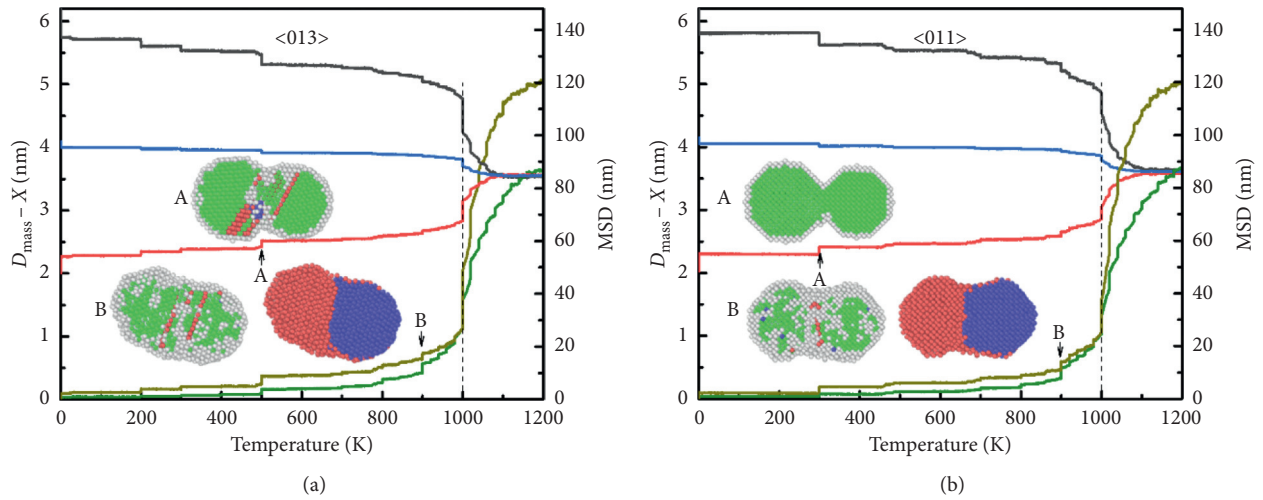 <013>
D_mass – X (nm)
MSD (nm)
6
5
4
3
2
1
0
140
120
100
80
60
40
20
0
A
B
A
B
0 200 400 600 800 1000 1200
Temperature (K)
(a)
<011>
D_mass – X (nm)
MSD (nm)
6
5
4
3
2
1
0
140
120
100
80
60
40
20
0
A
A
B
B
0 200 400 600 800 1000 1200
Temperature (K)
(b)